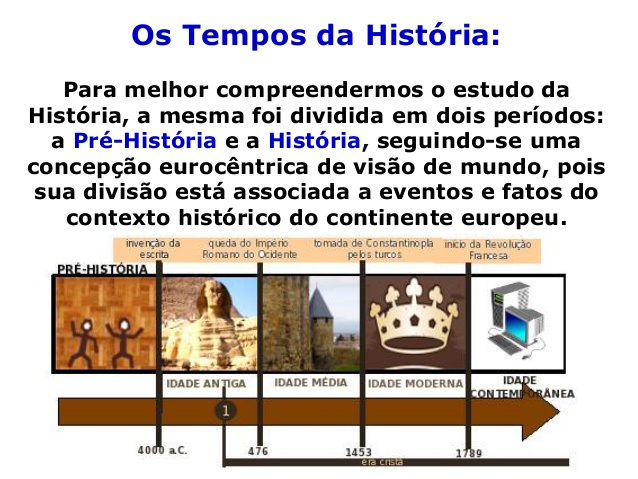 Os Tempos da História:
Para melhor compreendermos o estudo da
História, a mesma foi dividida em dois períodos:
a Pré-História e a História, seguindo-se uma
concepção eurocêntrica de visão de mundo, pois
sua divisão está associada a eventos e fatos do
contexto histórico do continente europeu.
invenção da
escrita
queda do Império
Romano do Ocidente
tomada de Constantinopla
pelos turcos
início da Revolução
Francesa
PRÉ-HISTÓRIA
IDADE ANTIGA
IDADE MÉDIA
IDADE MODERNA
IDADE
CONTEMPORÂNEA
1
4000 a.C.
476
1453
1789
era cristã